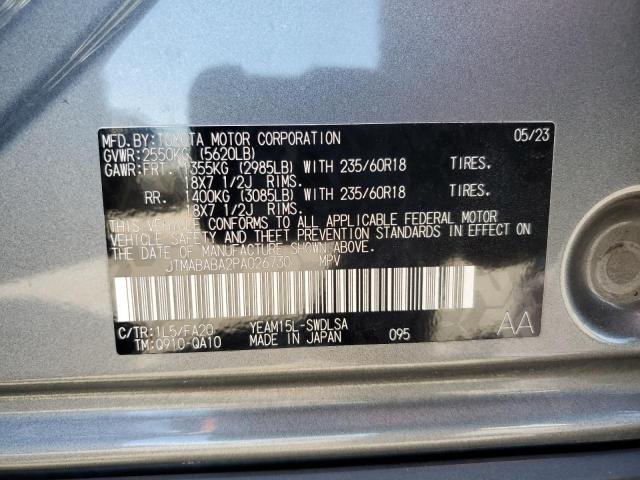 MFD.BY:TOYOTA MOTOR CORPORATION 05/23
GVWR:2550KG (5620LB)
GAWR:FRT. 1355KG (2985LB) WITH 235/60R18 TIRES.
18X7 1/2J RIMS.
RR. 1400KG (3085LB) WITH 235/60R18 TIRES.
18X7 1/2J RIMS.
THIS VEHICLE CONFORMS TO ALL APPLICABLE FEDERAL MOTOR
VEHICLE SAFETY AND THEFT PREVENTION STANDARDS IN EFFECT ON
THE DATE OF MANUFACTURE SHOWN ABOVE.
JTMABABA2PA026730 MPV
C/TR:1L5/FA20 YEAM15L-SWDLSA AA
TM:Q910-QA10 MADE IN JAPAN 095